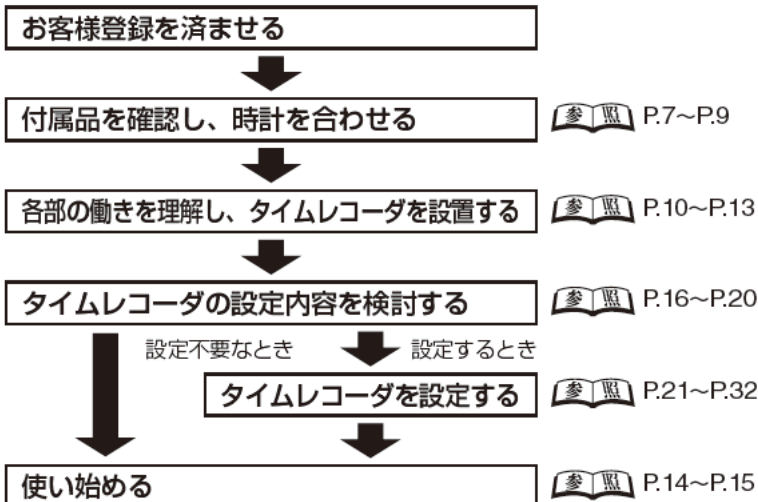 お客様登録を済ませる
付属品を確認し、時計を合わせる 参照 P.7～P.9
各部の働きを理解し、タイムレコーダを設置する 参照 P.10～P.13
タイムレコーダの設定内容を検討する 参照 P.16～P.20
設定不要なとき 設定するとき
タイムレコーダを設定する 参照 P.21～P.32
使い始める 参照 P.14～P.15